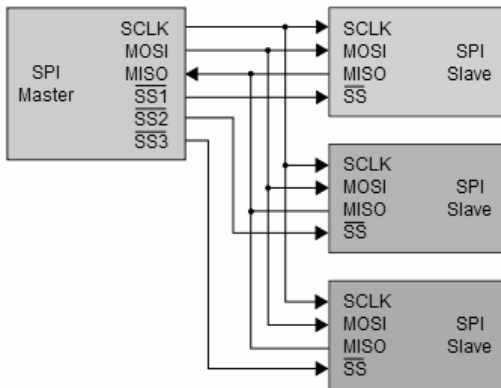 SCLK
MOSI
MISO
SS1
SS2
SS3
SPI
Master
SCLK
MOSI
MISO
SS
SPI
Slave
SCLK
MOSI
MISO
SS
SPI
Slave
SCLK
MOSI
MISO
SS
SPI
Slave